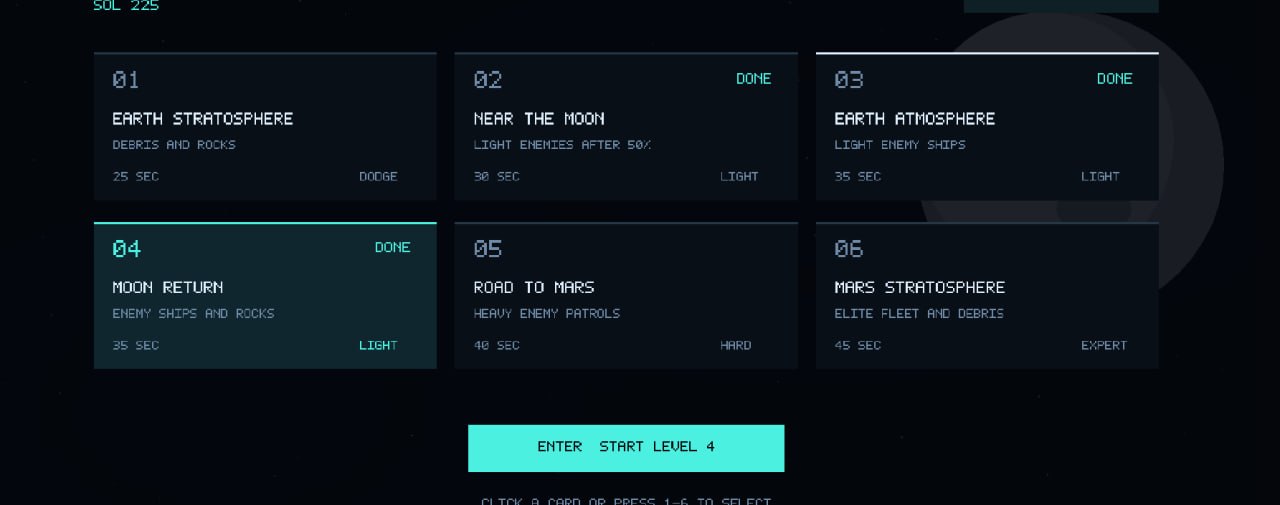 SOL 225
01
EARTH STRATOSPHERE
DEBRIS AND ROCKS
25 SEC DODGE
02 DONE
NEAR THE MOON
LIGHT ENEMIES AFTER 50%
30 SEC LIGHT
03 DONE
EARTH ATMOSPHERE
LIGHT ENEMY SHIPS
35 SEC LIGHT
04 DONE
MOON RETURN
ENEMY SHIPS AND ROCKS
35 SEC LIGHT
05
ROAD TO MARS
HEAVY ENEMY PATROLS
40 SEC HARD
06
MARS STRATOSPHERE
ELITE FLEET AND DEBRIS
45 SEC EXPERT
ENTER START LEVEL 4
CLICK A CARD OR PRESS 1-6 TO SELECT